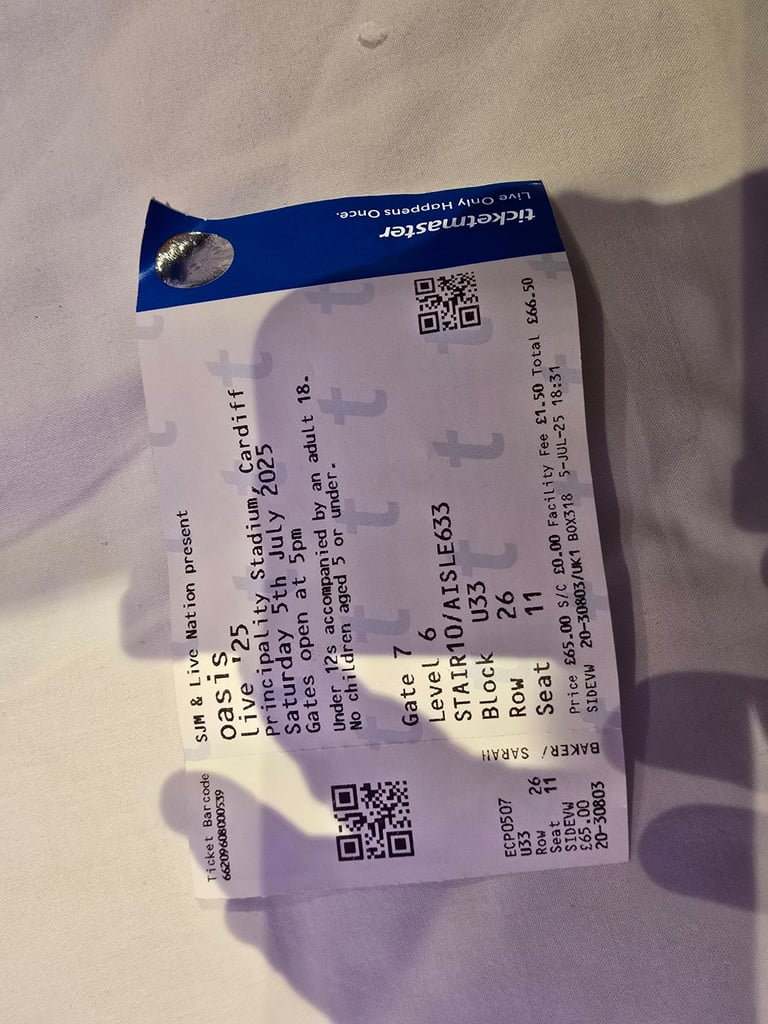 ticketmaster
Live Only Happens Once.
SJM & Live Nation present
oasis
live '25
Principality Stadium, Cardiff
Saturday 5th July 2025
Gates open at 5pm
Under 12s accompanied by an adult 18.
No children aged 5 or under.
Gate 7
Level 6
STAIR10/AISLE633
Block U33
Row 26
Seat 11
Price £65.00 S/C £0.00 Facility Fee £1.50 Total £66.50
SIDEVW 20-30803/UK1 BOX318 5-JUL-25 18:31
Ticket Barcode
66209608000539
BAKER/ SARAH
ECP0507
U33
Row 26
Seat 11
SIDEVW
£65.00
20-30803